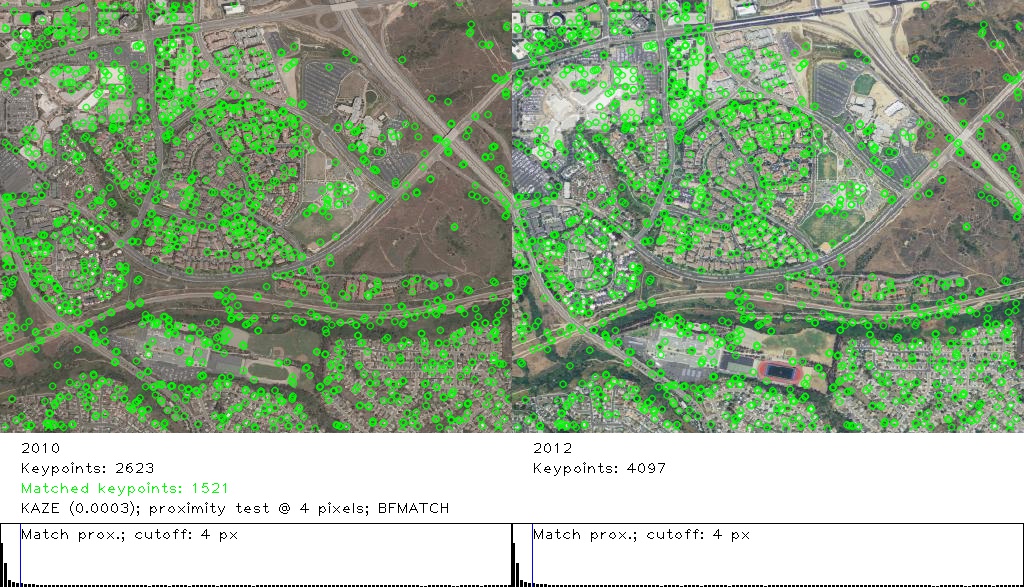 2010
Keypoints: 2623
Matched keypoints: 1521
KAZE (0.0003); proximity test @ 4 pixels; BFMATCH
2012
Keypoints: 4097
Match prox.; cutoff: 4 px
Match prox.; cutoff: 4 px